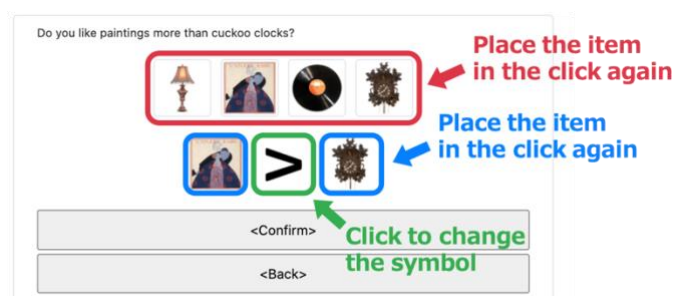 Do you like paintings more than cuckoo clocks?
Place the item
in the click again
Place the item
in the click again
>
<Confirm>
Click to change
the symbol
<Back>